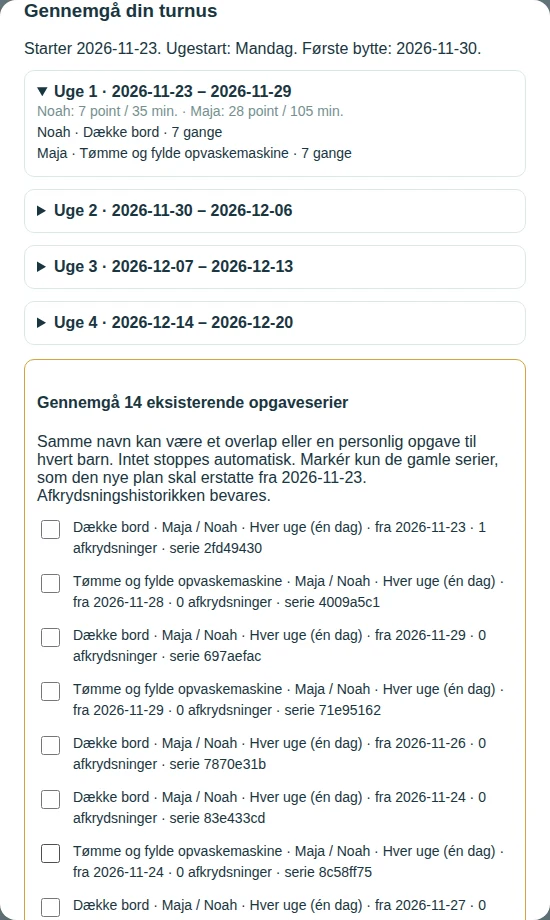 Gennemgå din turnus
Starter 2026-11-23. Ugestart: Mandag. Første bytte: 2026-11-30.
Uge 1 · 2026-11-23 – 2026-11-29
Noah: 7 point / 35 min. · Maja: 28 point / 105 min.
Noah · Dække bord · 7 gange
Maja · Tømme og fylde opvaskemaskine · 7 gange
Uge 2 · 2026-11-30 – 2026-12-06
Uge 3 · 2026-12-07 – 2026-12-13
Uge 4 · 2026-12-14 – 2026-12-20
Gennemgå 14 eksisterende opgaveserier
Samme navn kan være et overlap eller en personlig opgave til
hvert barn. Intet stoppes automatisk. Markér kun de gamle serier,
som den nye plan skal erstatte fra 2026-11-23.
Afkrydsningshistorikken bevares.
Dække bord · Maja / Noah · Hver uge (én dag) · fra 2026-11-23 · 1
afkrydsninger · serie 2fd49430
Tømme og fylde opvaskemaskine · Maja / Noah · Hver uge (én dag) ·
fra 2026-11-28 · 0 afkrydsninger · serie 4009a5c1
Dække bord · Maja / Noah · Hver uge (én dag) · fra 2026-11-29 · 0
afkrydsninger · serie 697aefac
Tømme og fylde opvaskemaskine · Maja / Noah · Hver uge (én dag) ·
fra 2026-11-29 · 0 afkrydsninger · serie 71e95162
Dække bord · Maja / Noah · Hver uge (én dag) · fra 2026-11-26 · 0
afkrydsninger · serie 7870e31b
Dække bord · Maja / Noah · Hver uge (én dag) · fra 2026-11-24 · 0
afkrydsninger · serie 83e433cd
Tømme og fylde opvaskemaskine · Maja / Noah · Hver uge (én dag) ·
fra 2026-11-24 · 0 afkrydsninger · serie 8c58ff75
Dække bord · Maja / Noah · Hver uge (én dag) · fra 2026-11-27 · 0